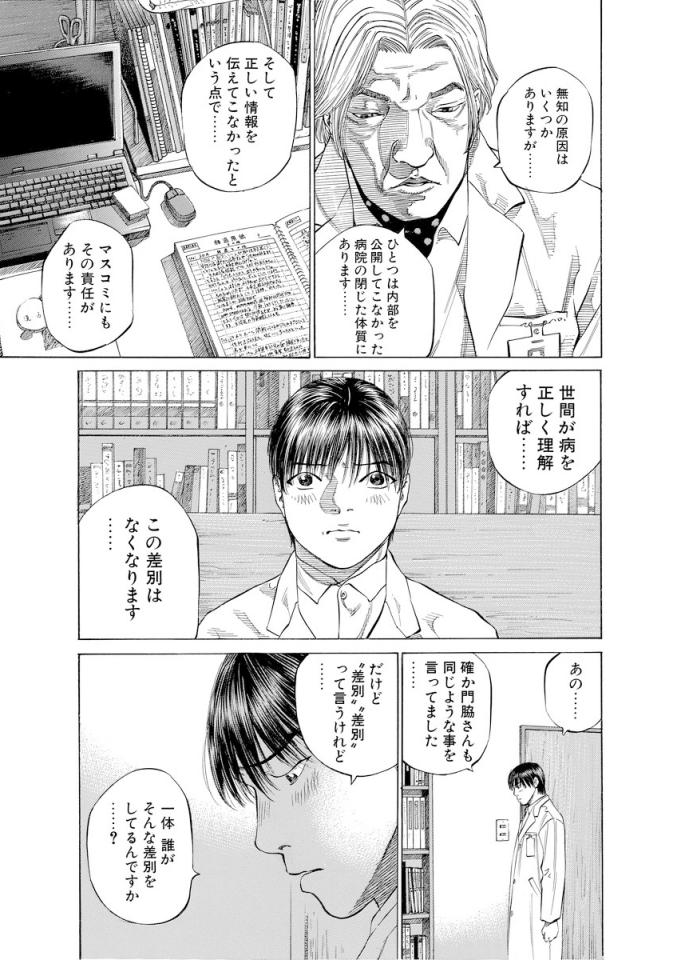 無知の原因は
いくつか
ありますが……
ひとつは内部を
公開してこなかった
病院の閉じた体質に
あります……
そして
正しい情報を
伝えてこなかったと
いう点で……
マスコミにも
その責任が
あります………
世間が病を
正しく理解
すれば……
この差別は
なくなります
……
あの……
確か門脇さんも
同じような事を
言ってました
……
だけど
〝差別〟〝差別〟
って言うけれど
……
一体 誰が
そんな差別を
してるんですか
……?